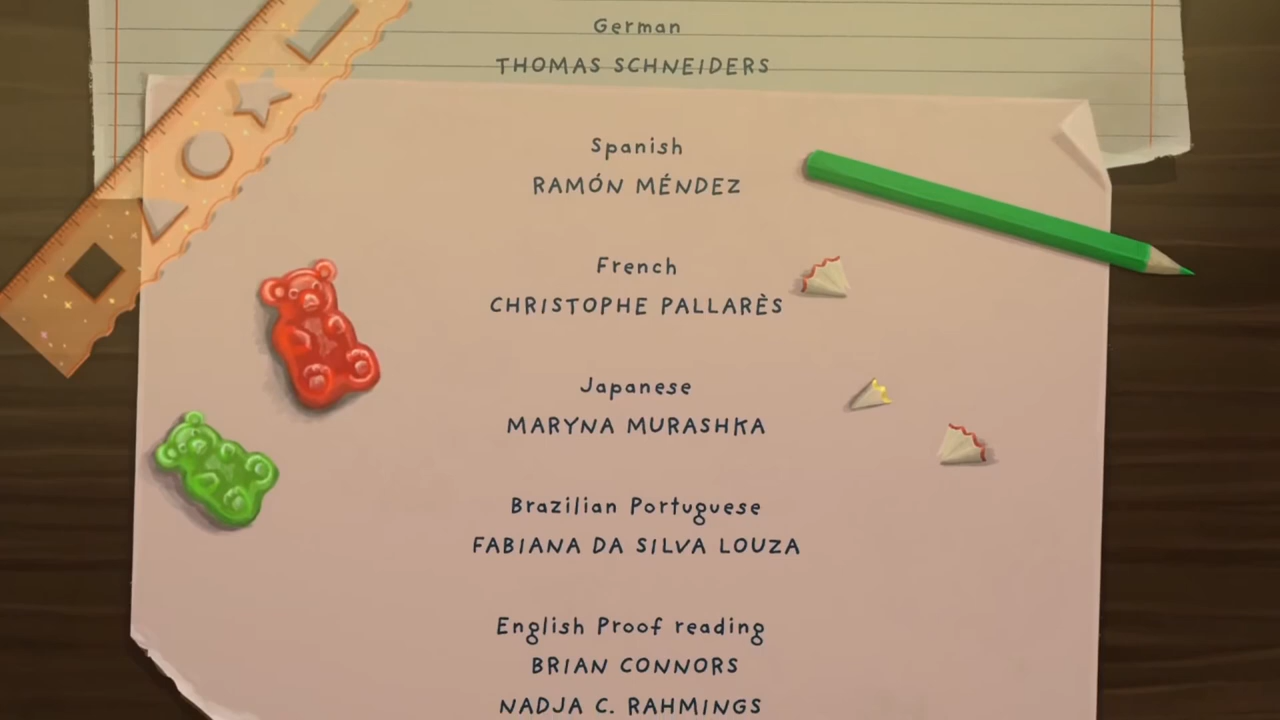 German
THOMAS SCHNEIDERS
Spanish
RAMÓN MÉNDEZ
French
CHRISTOPHE PALLARÈS
Japanese
MARYNA MURASHKA
Brazilian Portuguese
FABIANA DA SILVA LOUZA
English Proof reading
BRIAN CONNORS
NADJA C. RAHMINGS